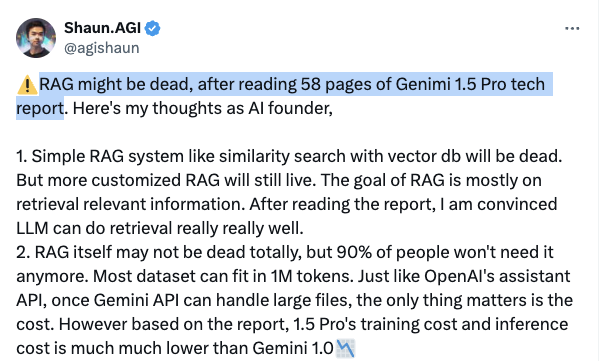 Shaun.AGI
@agishaun
⚠️RAG might be dead, after reading 58 pages of Genimi 1.5 Pro tech
report. Here's my thoughts as AI founder,
1. Simple RAG system like similarity search with vector db will be dead.
But more customized RAG will still live. The goal of RAG is mostly on
retrieval relevant information. After reading the report, I am convinced
LLM can do retrieval really really well.
2. RAG itself may not be dead totally, but 90% of people won't need it
anymore. Most dataset can fit in 1M tokens. Just like OpenAI's assistant
API, once Gemini API can handle large files, the only thing matters is the
cost. However based on the report, 1.5 Pro's training cost and inference
cost is much much lower than Gemini 1.0📉